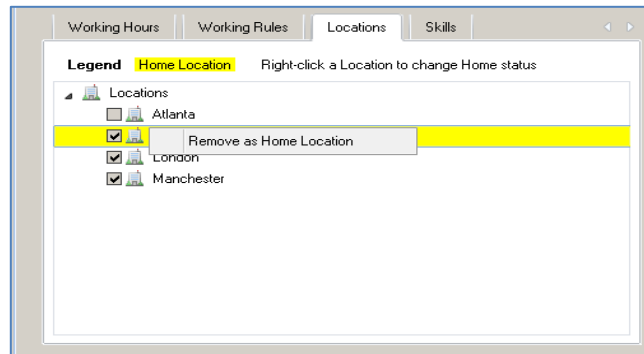 Working Hours Working Rules Locations Skills
Legend Home Location Right-click a Location to change Home status
Locations
Atlanta
Remove as Home Location
London
Manchester